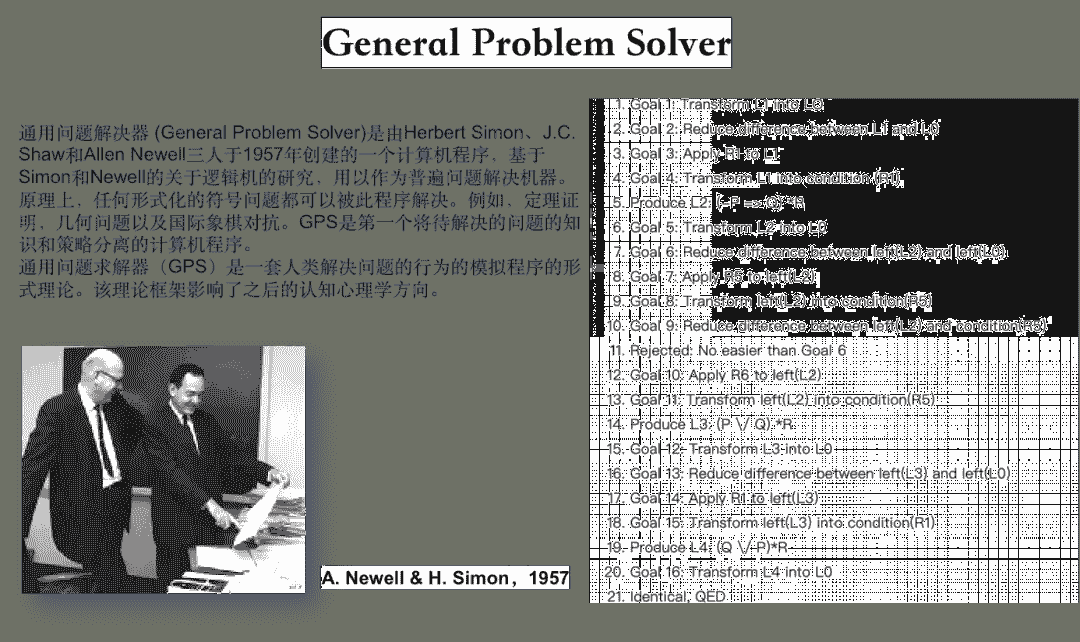 General Problem Solver
通用问题解决器 (General Problem Solver)是由Herbert Simon、J.C.
Shaw和Allen Newell三人于1957年创建的一个计算机程序，基于
Simon和Newell的关于逻辑机的研究，用以作为普遍问题解决机器。
原理上，任何形式化的符号问题都可以被此程序解决。例如，定理证
明，几何问题以及国际象棋对抗。GPS是第一个将待解决的问题的知
识和策略分离的计算机程序。
通用问题求解器（GPS）是一套人类解决问题的行为的模拟程序的形
式理论。该理论框架影响了之后的认知心理学方向。
A. Newell & H. Simon，1957
1. Goal 1: Transform L1 into L0
2. Goal 2: Reduce difference between L1 and L0
3. Goal 3: Apply R1 to L1
4. Goal 4: Transform L1 into condition (R1)
5. Produce L2:
6. Goal 5: Transform L2 into L0
7. Goal 6: Reduce difference between left(L2) and left(L0)
8. Goal 7: Apply R5 to left(L2)
9. Goal 8: Transform left(L2) into condition(R5)
10. Goal 9: Reduce difference between left(L2) and condition(R5)
11. Rejected: No easier than Goal 6
12. Goal 10: Apply R6 to left(L2)
13. Goal 11: Transform left(L2) into condition(R5)
14. Produce L3: (P \/ Q) *R
15. Goal 12: Transform L3 into L0
16. Goal 13: Reduce difference between left(L3) and left(L0)
17. Goal 14: Apply R1 to left(L3)
18. Goal 15: Transform left(L3) into condition(R1)
19. Produce L4: (Q \/ P)*R
20. Goal 16: Transform L4 into L0
21. Identical, QED